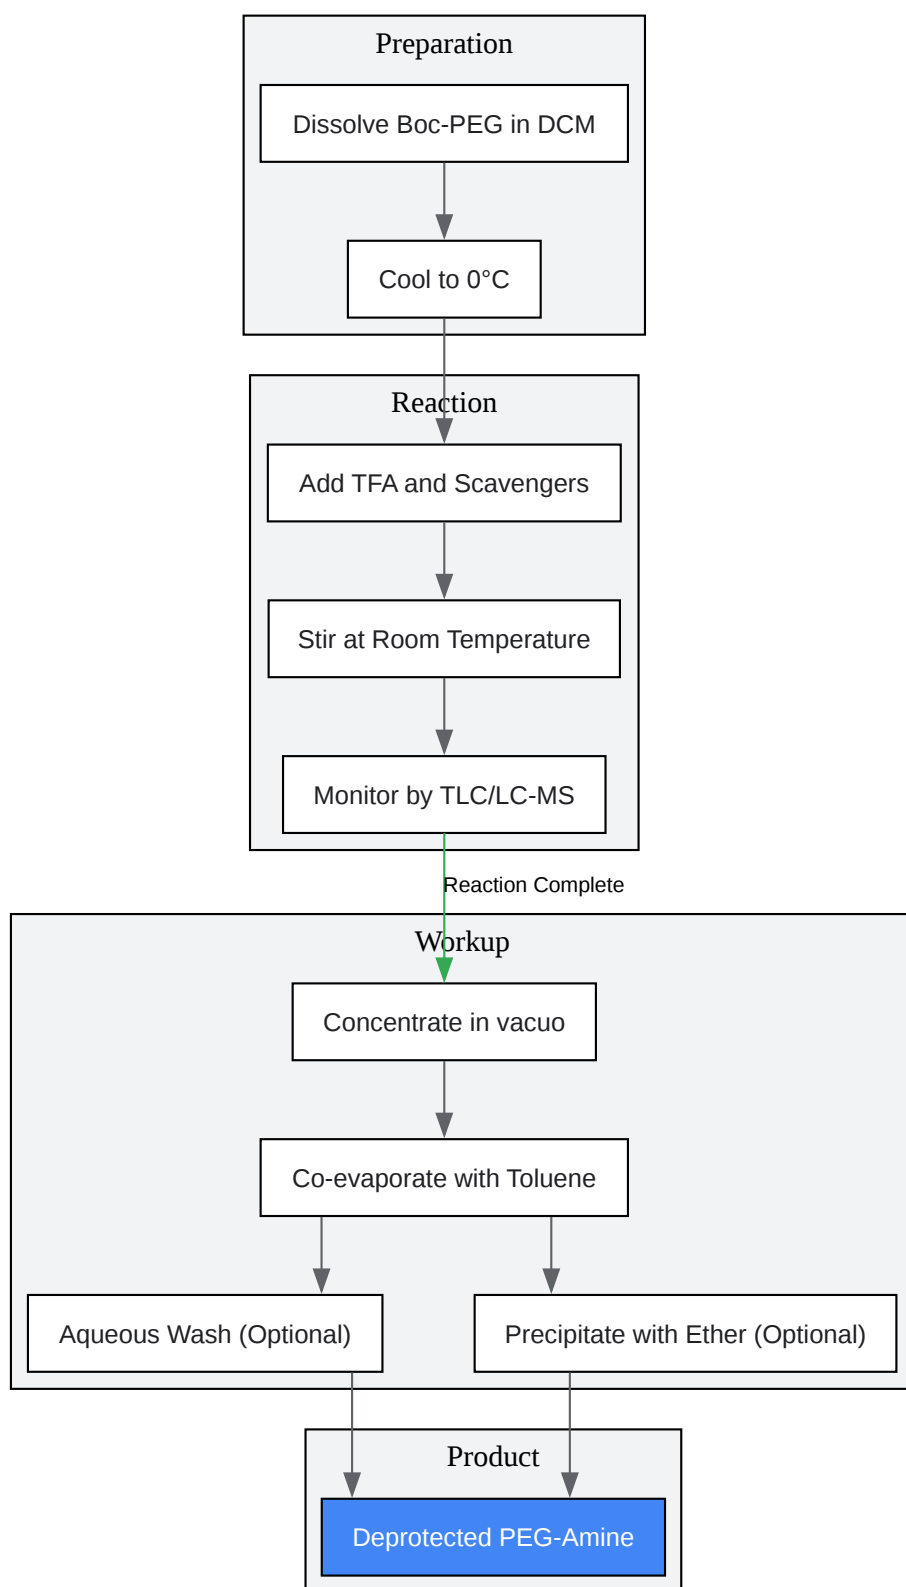 Preparation
Dissolve Boc-PEG in DCM
Cool to 0°C
Reaction
Add TFA and Scavengers
Stir at Room Temperature
Monitor by TLC/LC-MS
Reaction Complete
Workup
Concentrate in vacuo
Co-evaporate with Toluene
Aqueous Wash (Optional)
Precipitate with Ether (Optional)
Product
Deprotected PEG-Amine